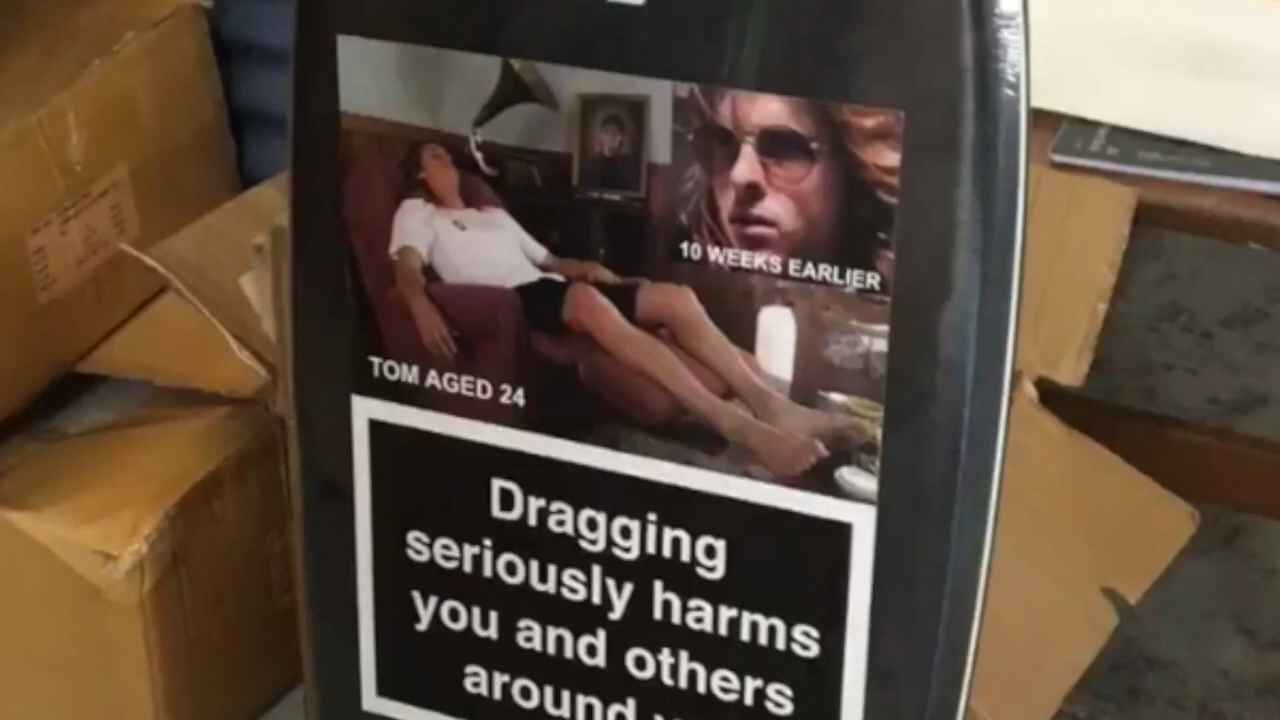 10 WEEKS EARLIER
TOM AGED 24
Dragging
seriously harms
you and others
around